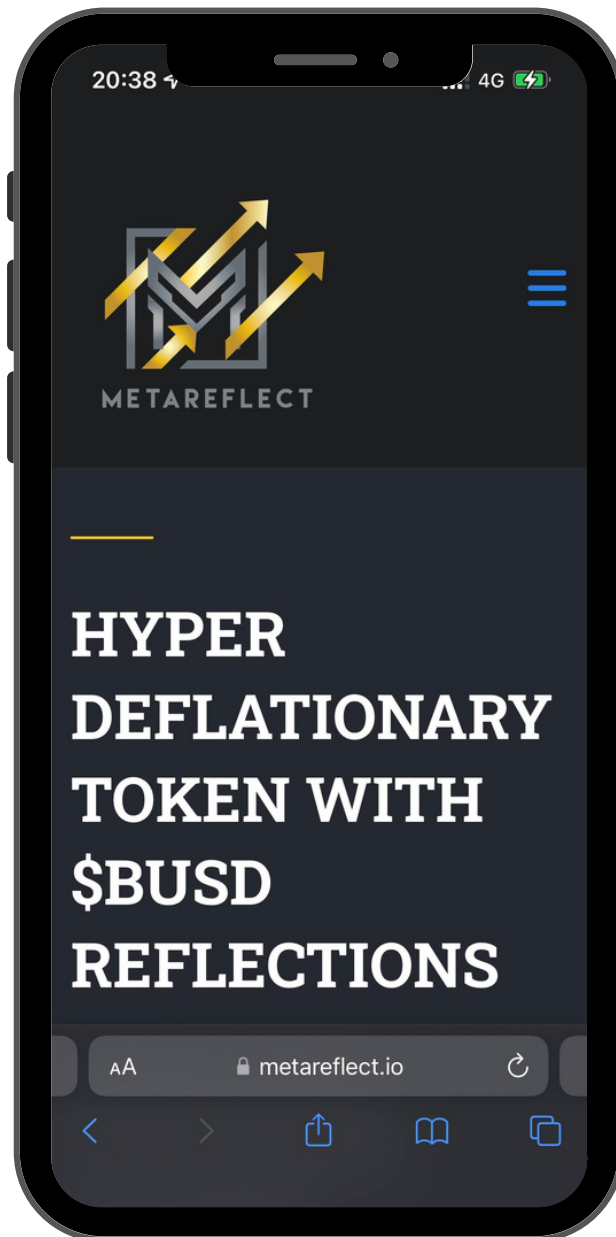 20:38
4G
METAREFLECT
HYPER
DEFLATIONARY
TOKEN WITH
$BUSD
REFLECTIONS
AA
metareflect.io